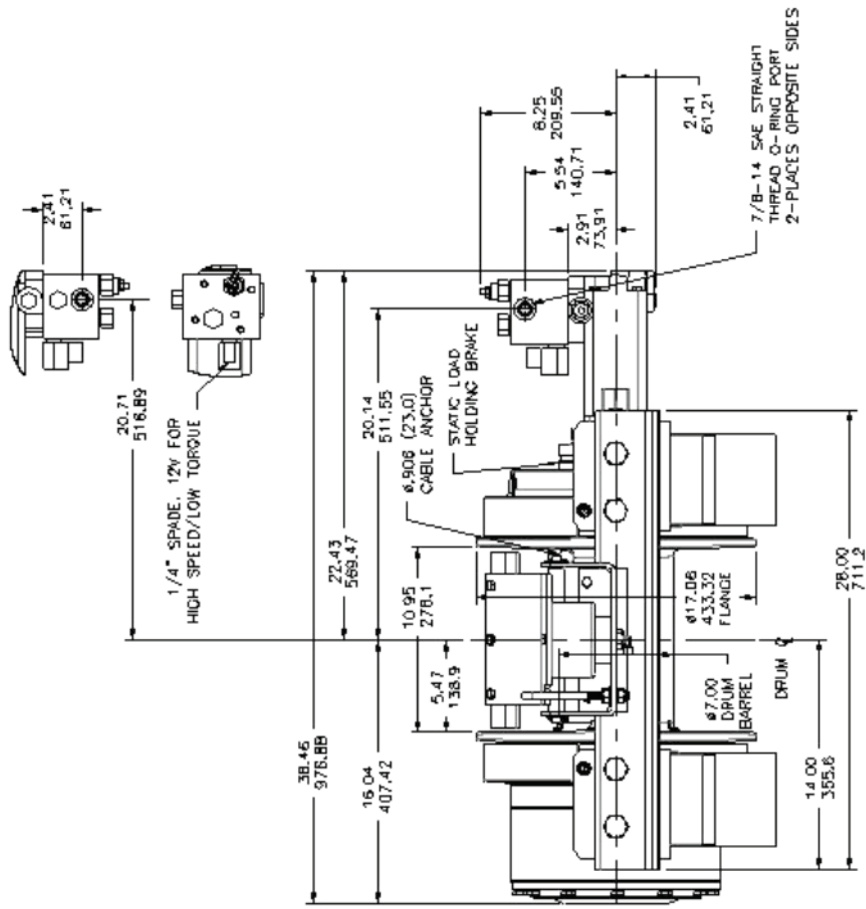 2.41
61.21
20.71
516.89
1/4" SPADE, 12V FOR
HIGH SPEED/LOW TORQUE
38.46
976.88
16.04
407.42
22.43
569.47
20.14
511.55
5.47
138.9
10.95
278.1
Ø.906 (23.0)
CABLE ANCHOR
STATIC LOAD
HOLDING BRAKE
8.25
209.55
5.54
140.71
2.91
73.91
2.41
61.21
7/8-14 SAE STRAIGHT
THREAD O-RING PORT
2-PLACES OPPOSITE SIDES
Ø17.06
433.32
FLANGE
Ø7.00
DRUM
BARREL
DRUM ℄
14.00
355.6
28.00
711.2